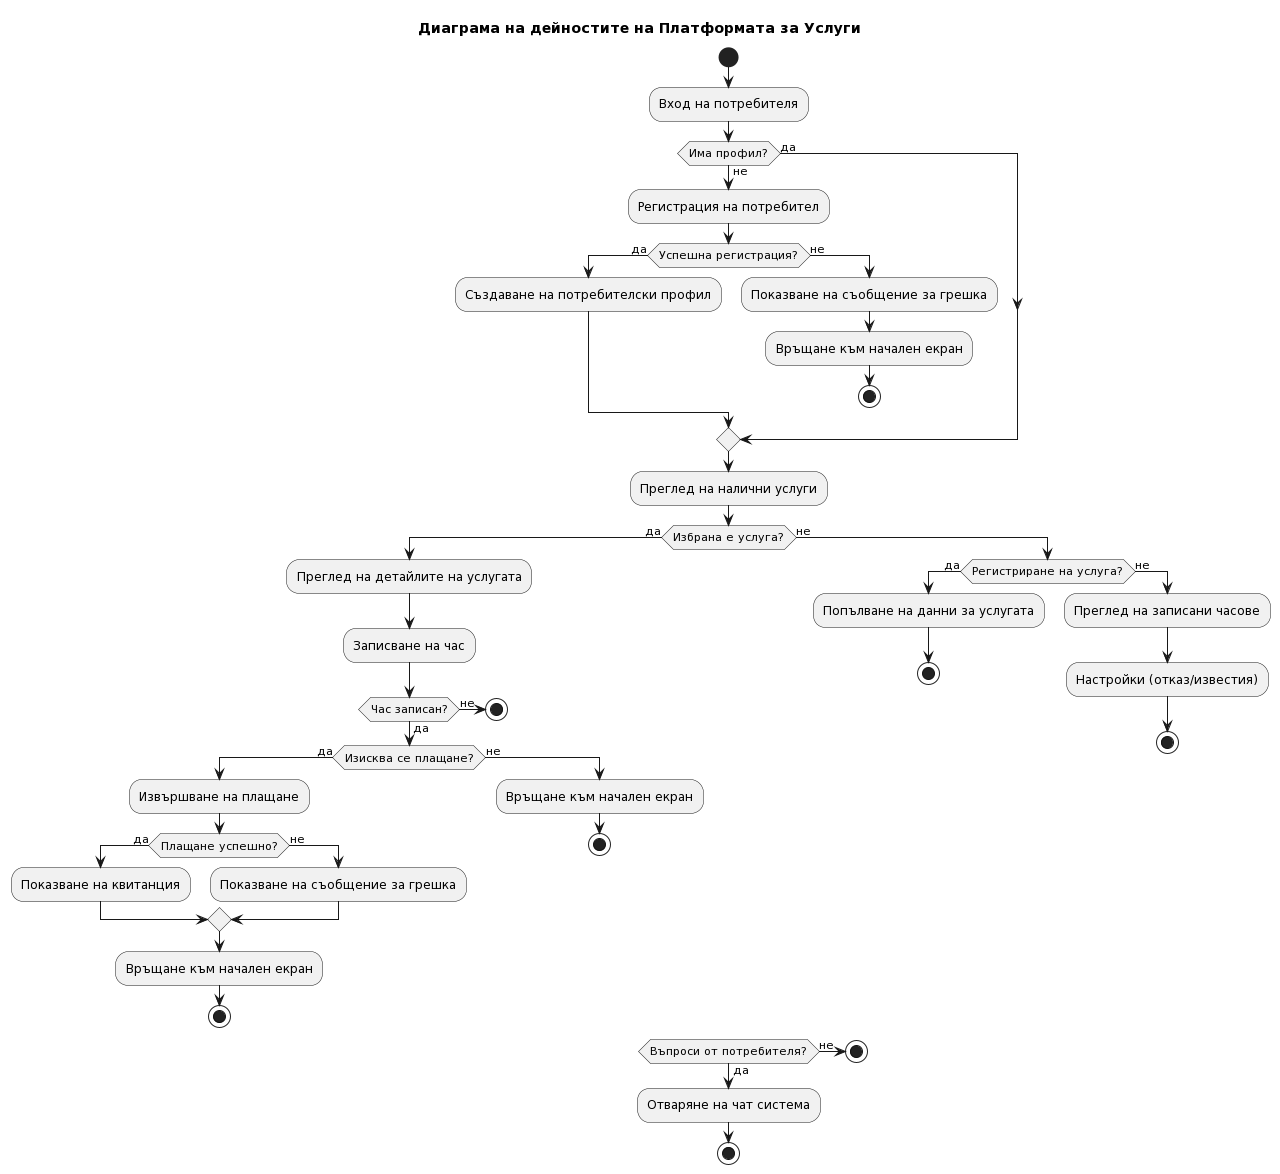 Диаграма на дейностите на Платформата за Услуги
Вход на потребителя
Има профил?
да
не
Регистрация на потребител
да
Успешна регистрация?
не
Създаване на потребителски профил
Показване на съобщение за грешка
Връщане към начален екран
Преглед на налични услуги
да
Избрана е услуга?
не
Преглед на детайлите на услугата
да
Регистриране на услуга?
не
Попълване на данни за услугата
Преглед на записани часове
Записване на час
Настройки (отказ/известия)
Час записан?
не
да
да
Изисква се плащане?
не
Извършване на плащане
Връщане към начален екран
да
Плащане успешно?
не
Показване на квитанция
Показване на съобщение за грешка
Връщане към начален екран
Въпроси от потребителя?
не
да
Отваряне на чат система